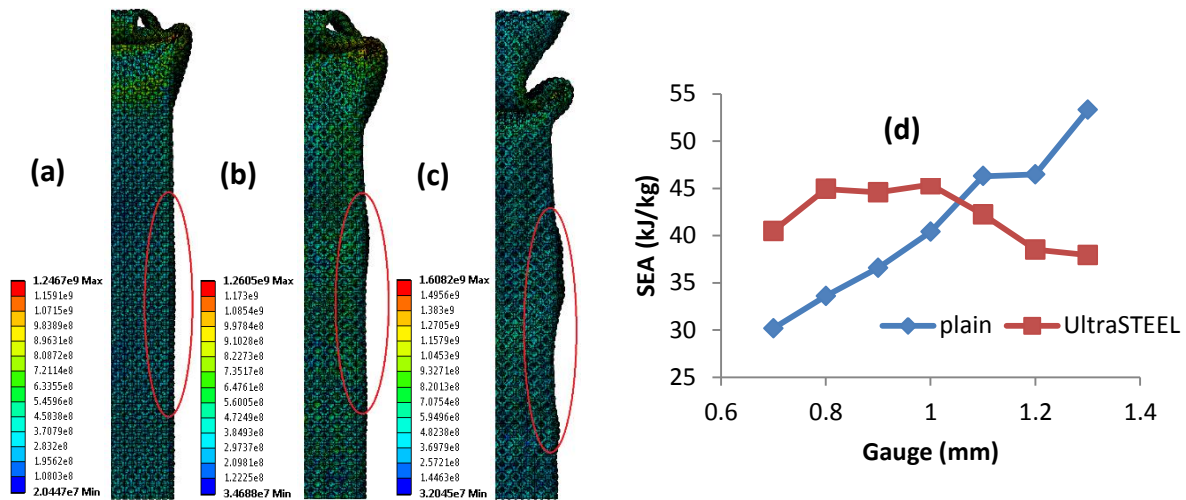 (a)
1.2467e9 Max
1.1591e9
1.0715e9
9.8389e8
8.9631e8
8.0872e8
7.2114e8
6.3355e8
5.4596e8
4.5838e8
3.7079e8
2.832e8
1.9562e8
1.0803e8
2.0447e7 Min
(b)
1.2605e9 Max
1.173e9
1.0854e9
9.9784e8
9.1028e8
8.2273e8
7.3517e8
6.4761e8
5.6005e8
4.7249e8
3.8493e8
2.9737e8
2.0981e8
1.2225e8
3.4688e7 Min
(c)
1.6082e9 Max
1.4956e9
1.383e9
1.2705e9
1.1579e9
1.0453e9
9.3271e8
8.2013e8
7.0754e8
5.9496e8
4.8238e8
3.6979e8
2.5721e8
1.4463e8
3.2045e7 Min
(d)
SEA (kJ/kg)
55
50
45
40
35
30
25
plain
UltraSTEEL
0.6
0.8
1
1.2
1.4
Gauge (mm)